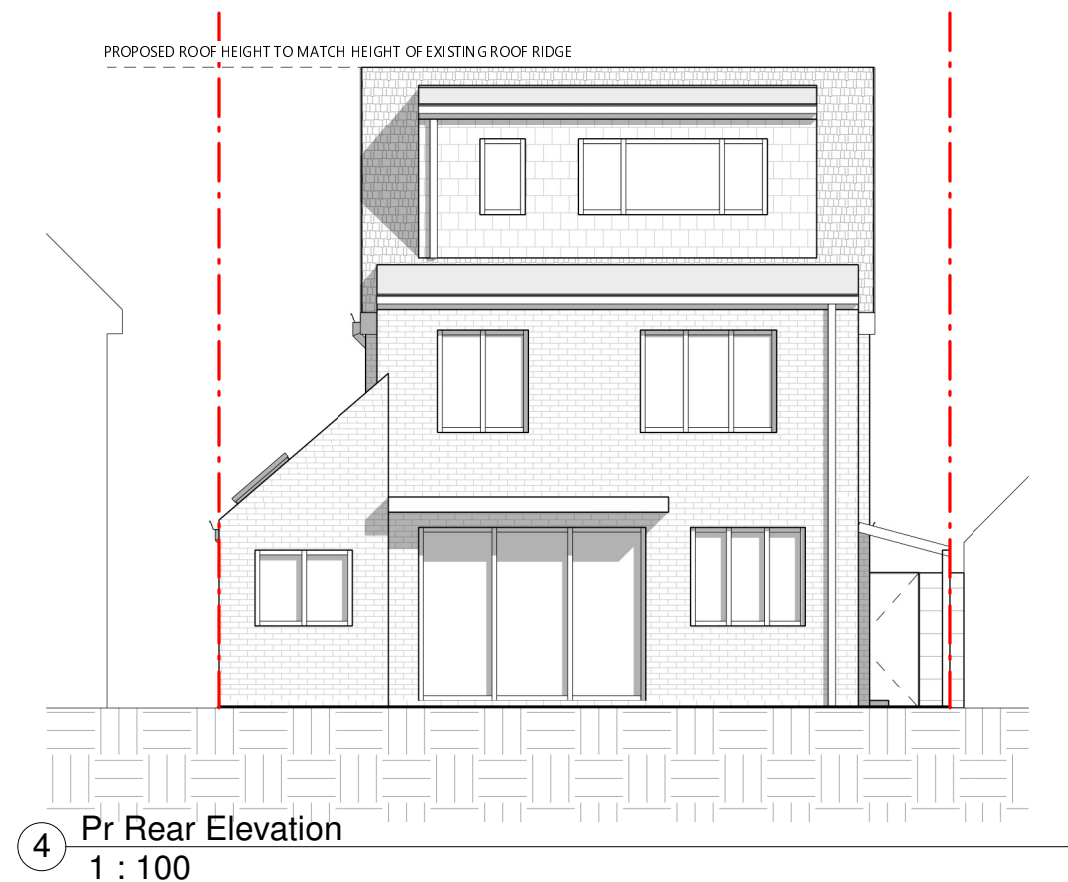 PROPOSED ROOF HEIGHT TO MATCH HEIGHT OF EXISTING ROOF RIDGE
4
Pr Rear Elevation
1 : 100